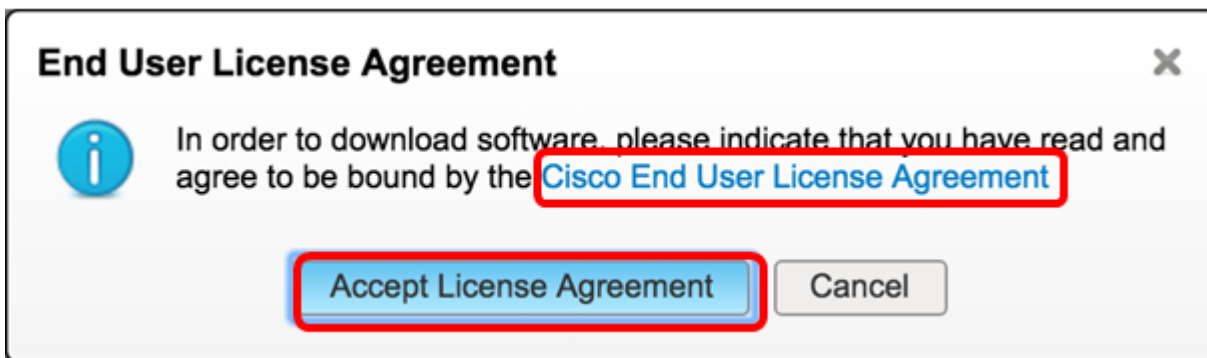 End User License Agreement
In order to download software, please indicate that you have read and
agree to be bound by the Cisco End User License Agreement
Accept License Agreement
Cancel